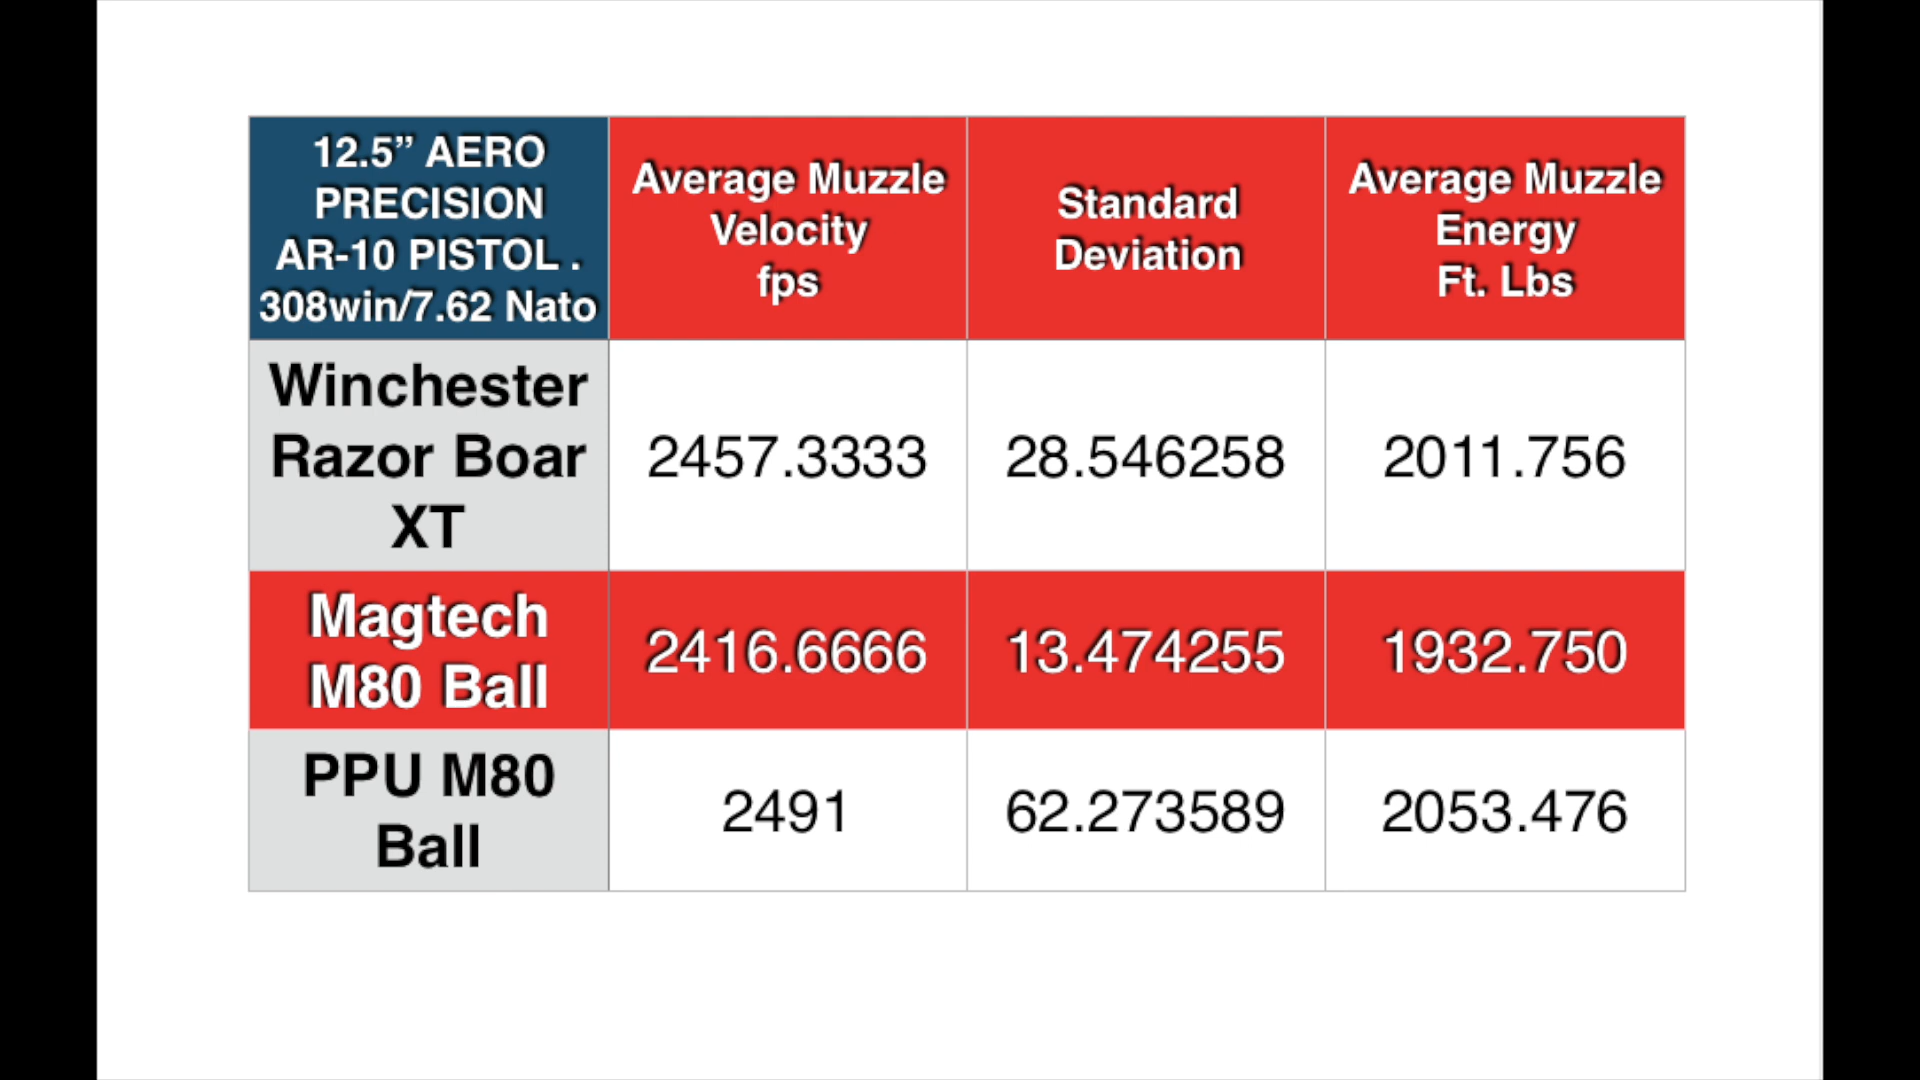 12.5” AERO
PRECISION
AR-10 PISTOL .
308win/7.62 Nato
Average Muzzle
Velocity
fps
Standard
Deviation
Average Muzzle
Energy
Ft. Lbs
Winchester
Razor Boar
XT
2457.3333
28.546258
2011.756
Magtech
M80 Ball
2416.6666
13.474255
1932.750
PPU M80
Ball
2491
62.273589
2053.476